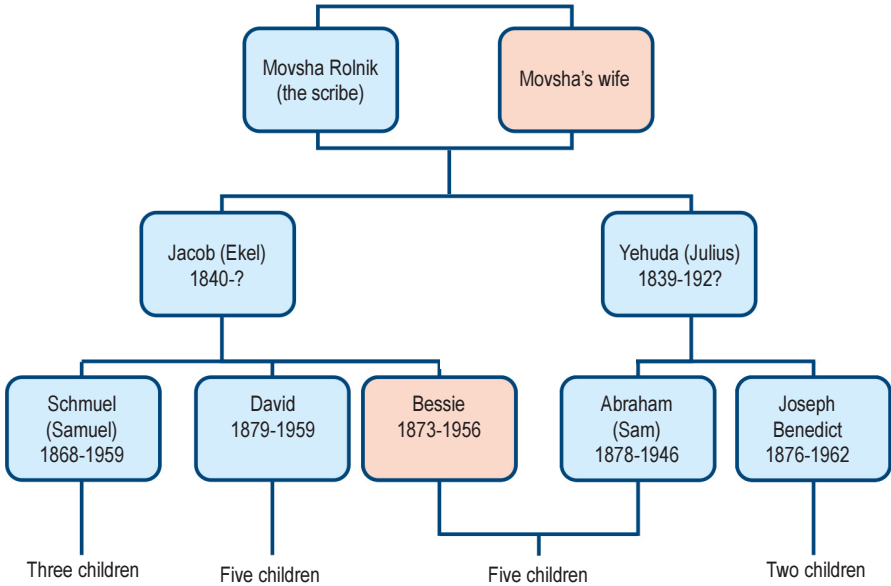 Movsha Rolnik
(the scribe)
Movsha's wife
Jacob (Ekel)
1840-?
Yehuda (Julius)
1839-192?
Schmuel
(Samuel)
1868-1959
David
1879-1959
Bessie
1873-1956
Abraham
(Sam)
1878-1946
Joseph
Benedict
1876-1962
Three children
Five children
Five children
Two children